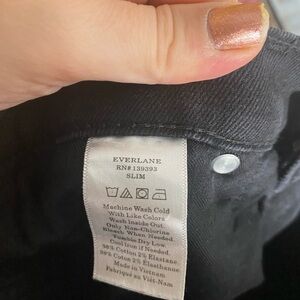 EVERLANE
RN# 139393
SLIM
Machine Wash Cold
With Like Colors
Wash Inside Out
Only Non-Chlorine
Bleach When Needed
Tumble Dry Low
Cool Iron if Needed
98% Cotton 2% Elastane
98% Coton 2% Élasthanne
Made in Vietnam
Fabriqué au Viet-Nam